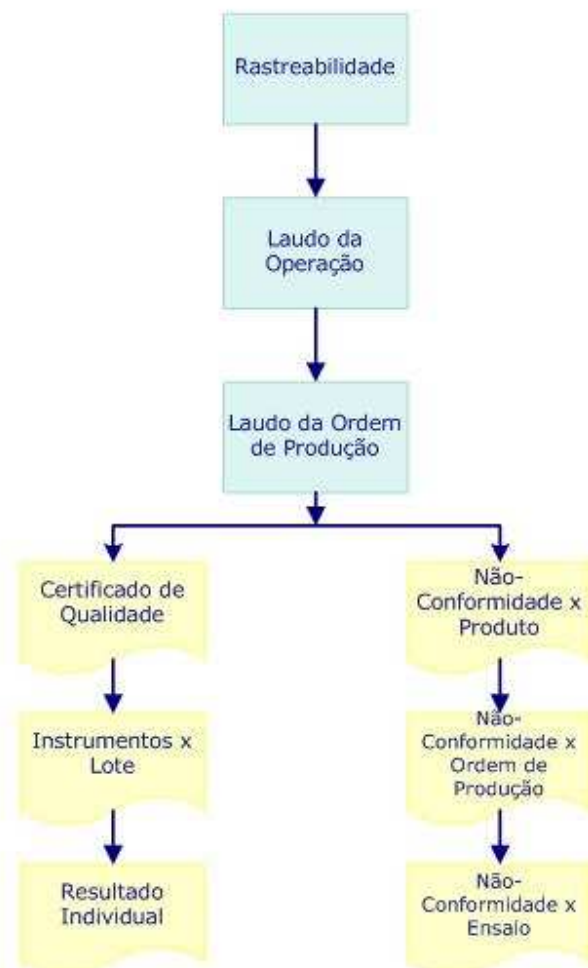 Rastreabilidade
Laudo da
Operação
Laudo da Ordem
de Produção
Certificado de
Qualidade
Instrumentos x
Lote
Resultado
Individual
Não-
Conformidade x
Produto
Não-
Conformidade x
Ordem de
Produção
Não-
Conformidade x
Ensaio